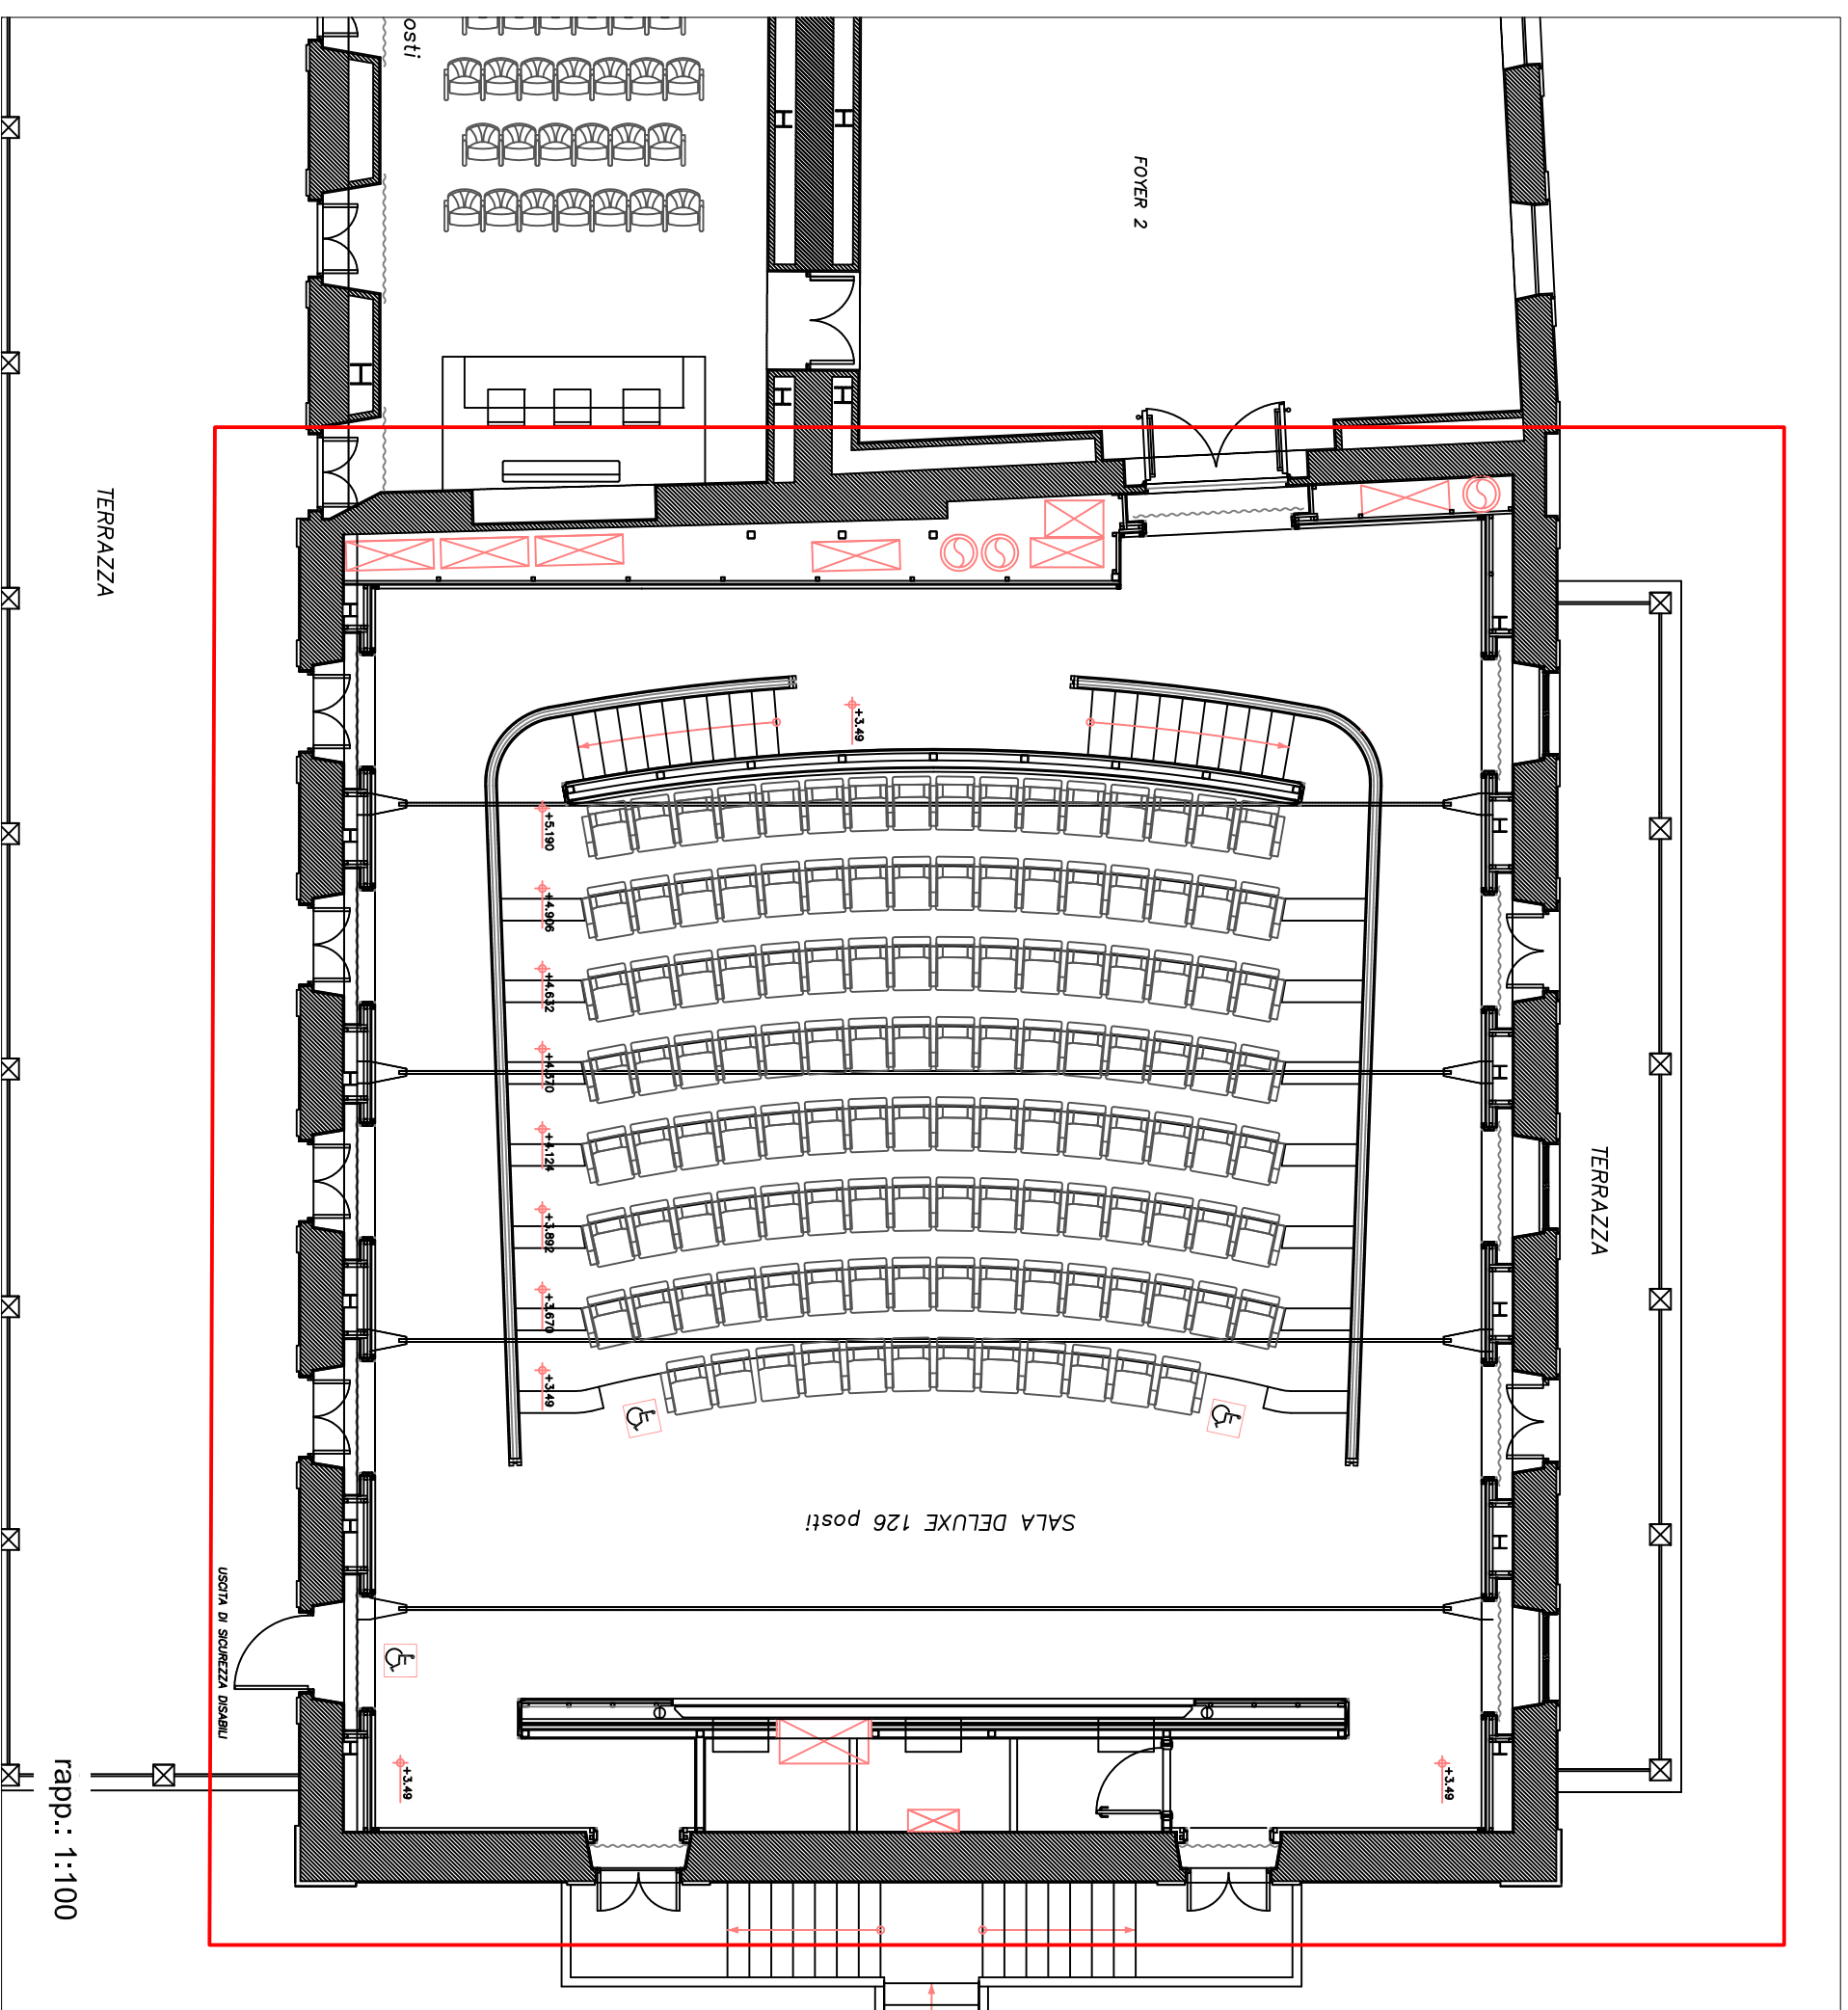 osti
FOYER 2
TERRAZZA
+3.49
+5.190
+4.906
+4.632
+4.370
+4.124
+3.892
+3.670
+3.49
TERRAZZA
SALA DELUXE 126 posti
USCITA DI SICUREZZA DISABILI
+3.49
+3.49
rapp.: 1:100